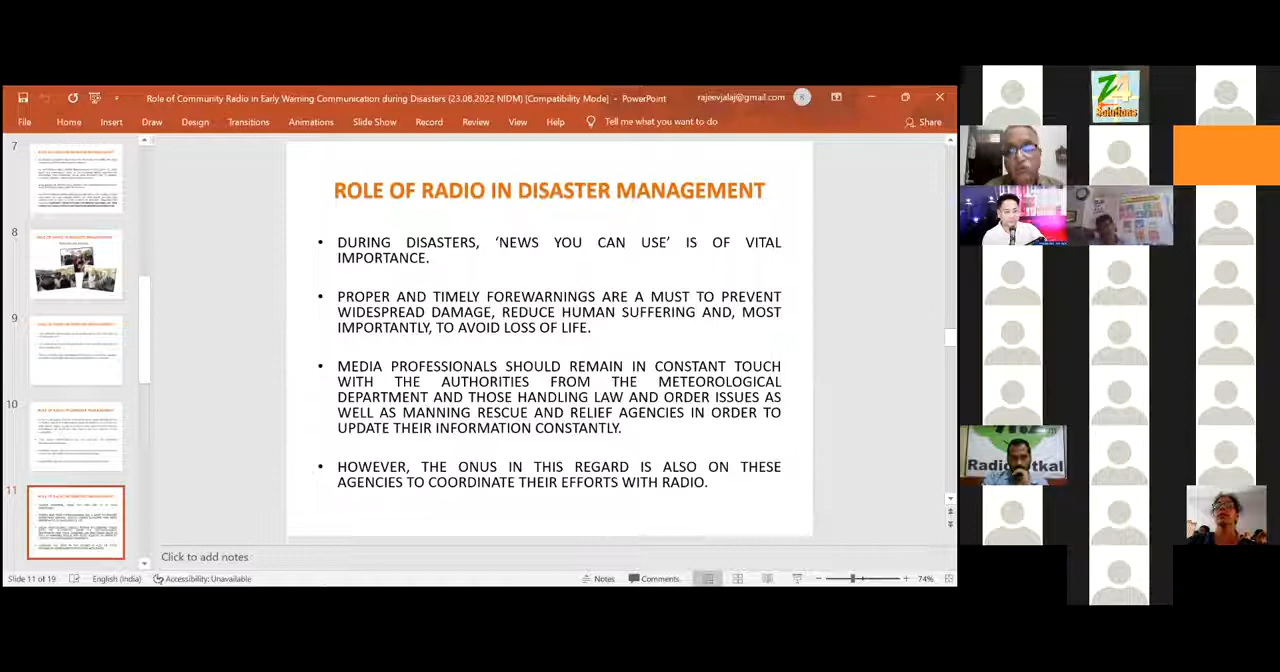 Role of Community Radio in Early Warning Communication during Disasters (23.08.2022 NIDM) [Compatibility Mode] - PowerPoint
rajeevjalaj@gmail.com
R
File Home Insert Draw Design Transitions Animations Slide Show Record Review View Help Tell me what you want to do Share
7
8
9
10
11
ROLE OF RADIO IN DISASTER MANAGEMENT
• DURING DISASTERS, ‘NEWS YOU CAN USE’ IS OF VITAL
IMPORTANCE.
• PROPER AND TIMELY FOREWARNINGS ARE A MUST TO PREVENT
WIDESPREAD DAMAGE, REDUCE HUMAN SUFFERING AND, MOST
IMPORTANTLY, TO AVOID LOSS OF LIFE.
• MEDIA PROFESSIONALS SHOULD REMAIN IN CONSTANT TOUCH
WITH THE AUTHORITIES FROM THE METEOROLOGICAL
DEPARTMENT AND THOSE HANDLING LAW AND ORDER ISSUES AS
WELL AS MANNING RESCUE AND RELIEF AGENCIES IN ORDER TO
UPDATE THEIR INFORMATION CONSTANTLY.
• HOWEVER, THE ONUS IN THIS REGARD IS ALSO ON THESE
AGENCIES TO COORDINATE THEIR EFFORTS WITH RADIO.
Click to add notes
Slide 11 of 19 English (India) Accessibility: Unavailable Notes Comments 74%
Z4
Solutions
Radio tkal